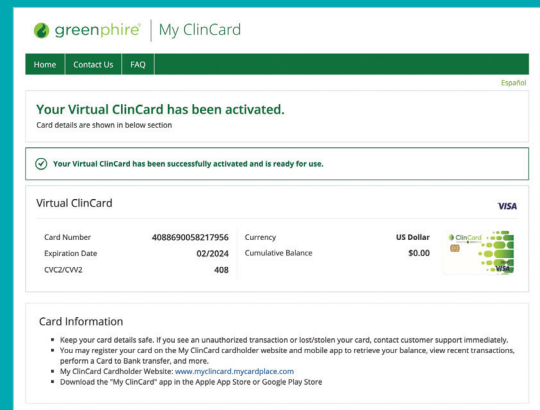 greenphire® My ClinCard
Home Contact Us FAQ
Español
Your Virtual ClinCard has been activated.
Card details are shown in below section
Your Virtual ClinCard has been successfully activated and is ready for use.
Virtual ClinCard VISA
Card Number 4088690058217956 Currency US Dollar
Expiration Date 02/2024 Cumulative Balance $0.00
CVC2/CVV2 408
ClinCard
VISA
Card Information
▪ Keep your card details safe. If you see an unauthorized transaction or lost/stolen your card, contact customer support immediately.
▪ You may register your card on the My ClinCard cardholder website and mobile app to retrieve your balance, view recent transactions,
perform a Card to Bank transfer, and more.
▪ My ClinCard Cardholder Website: www.myclincard.mycardplace.com
▪ Download the "My ClinCard" app in the Apple App Store or Google Play Store